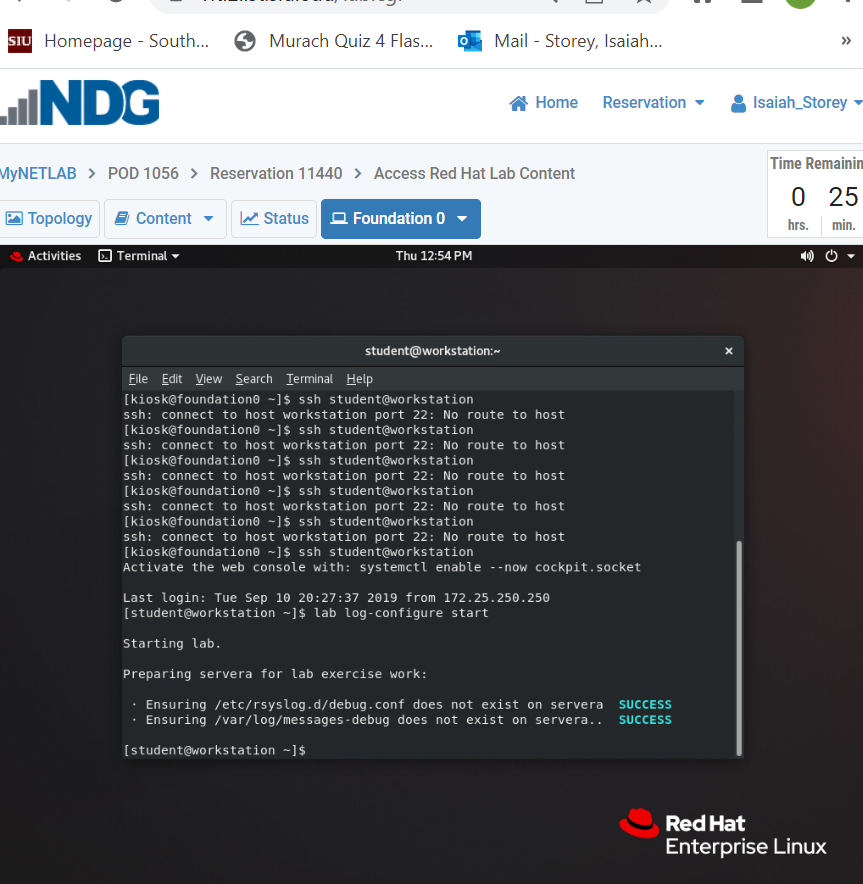 SIU Homepage - South... Murach Quiz 4 Flas... Mail - Storey, Isaiah... »
NDG Home Reservation Isaiah_Storey
MyNETLAB > POD 1056 > Reservation 11440 > Access Red Hat Lab Content
Time Remainin
0 25
hrs. min.
Topology Content Status Foundation 0
Activities Terminal Thu 12:54 PM
student@workstation:~ ×
File Edit View Search Terminal Help
[kiosk@foundation0 ~]$ ssh student@workstation
ssh: connect to host workstation port 22: No route to host
[kiosk@foundation0 ~]$ ssh student@workstation
ssh: connect to host workstation port 22: No route to host
[kiosk@foundation0 ~]$ ssh student@workstation
ssh: connect to host workstation port 22: No route to host
[kiosk@foundation0 ~]$ ssh student@workstation
ssh: connect to host workstation port 22: No route to host
[kiosk@foundation0 ~]$ ssh student@workstation
ssh: connect to host workstation port 22: No route to host
[kiosk@foundation0 ~]$ ssh student@workstation
Activate the web console with: systemctl enable --now cockpit.socket
Last login: Tue Sep 10 20:27:37 2019 from 172.25.250.250
[student@workstation ~]$ lab log-configure start
Starting lab.
Preparing servera for lab exercise work:
· Ensuring /etc/rsyslog.d/debug.conf does not exist on servera SUCCESS
· Ensuring /var/log/messages-debug does not exist on servera.. SUCCESS
[student@workstation ~]$
Red Hat
Enterprise Linux